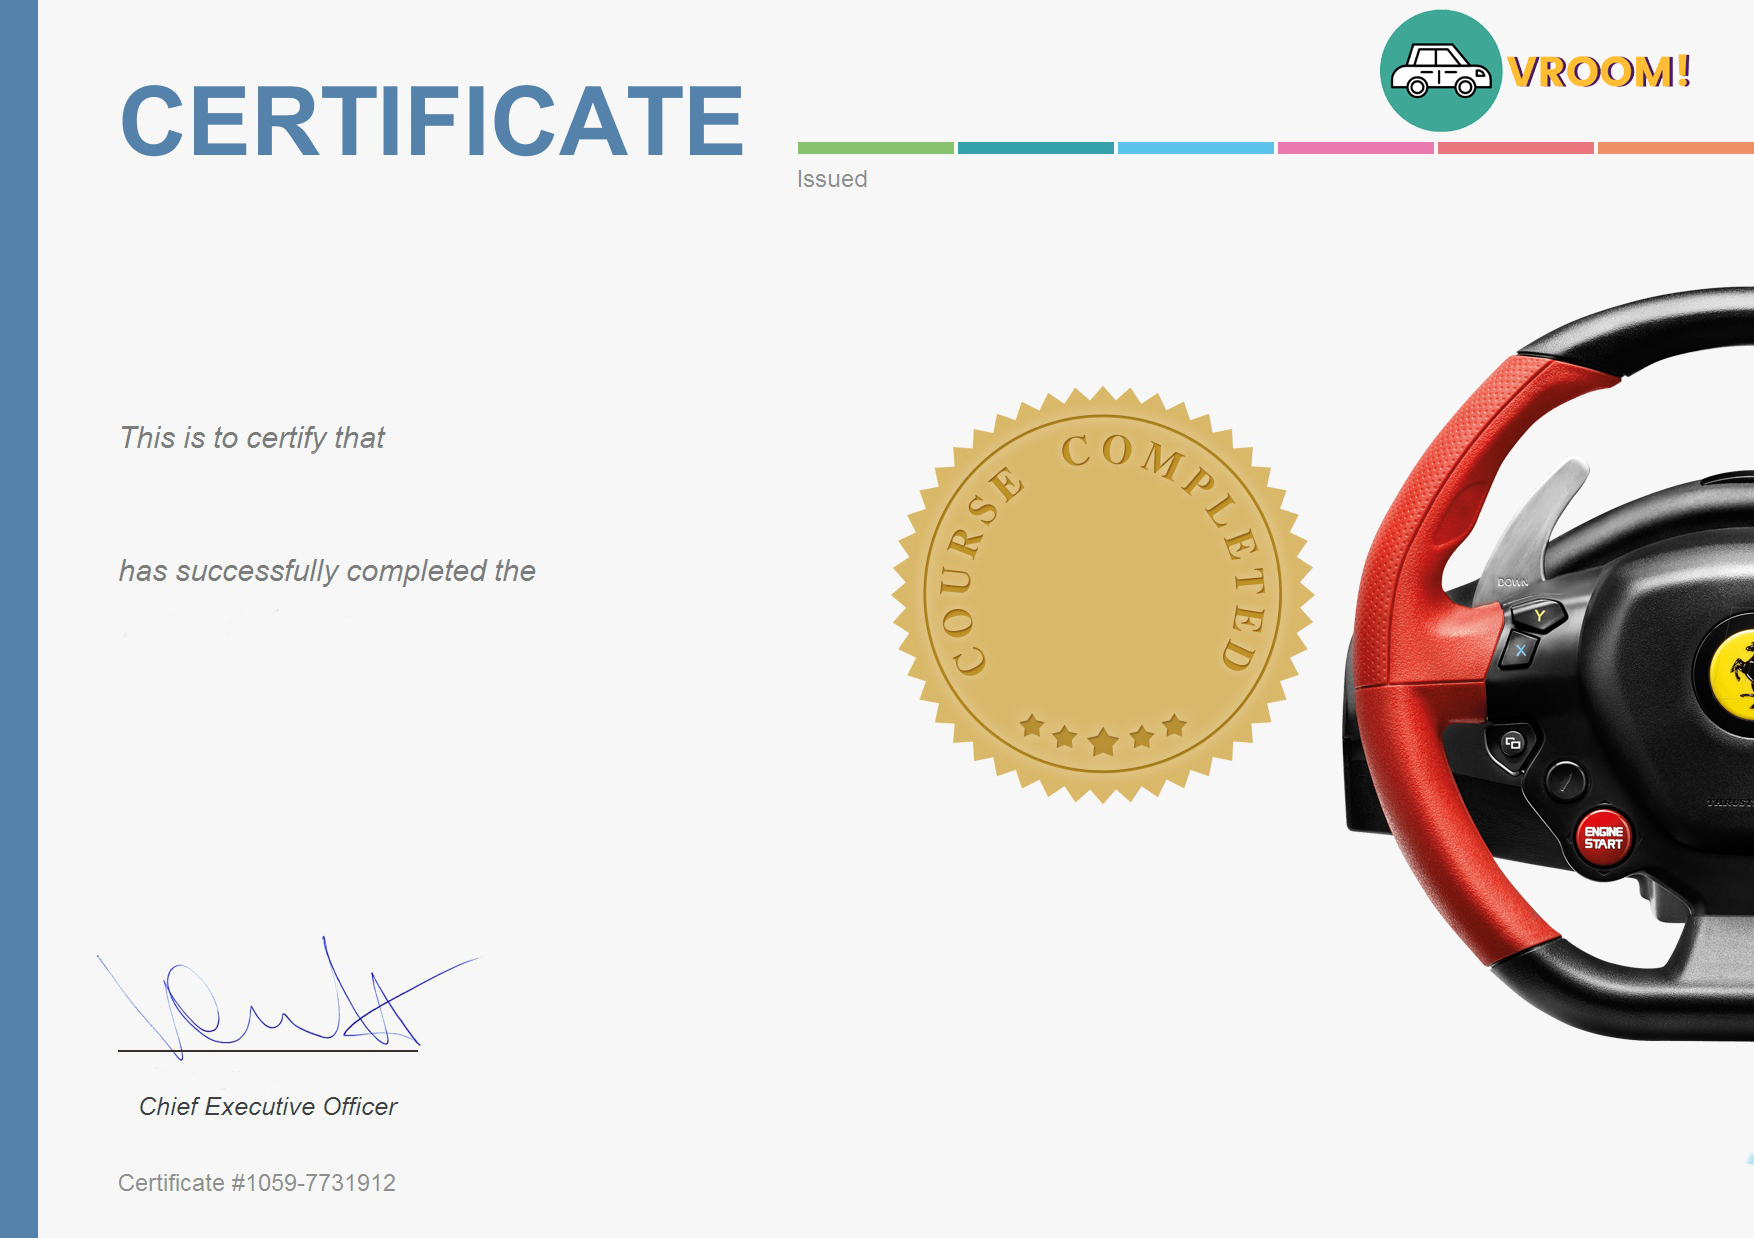 VROOM!
CERTIFICATE
Issued
This is to certify that
has successfully completed the
COURSE COMPLETED
DOWN
Y
X
ENGINE
START
Chief Executive Officer
Certificate #1059-7731912